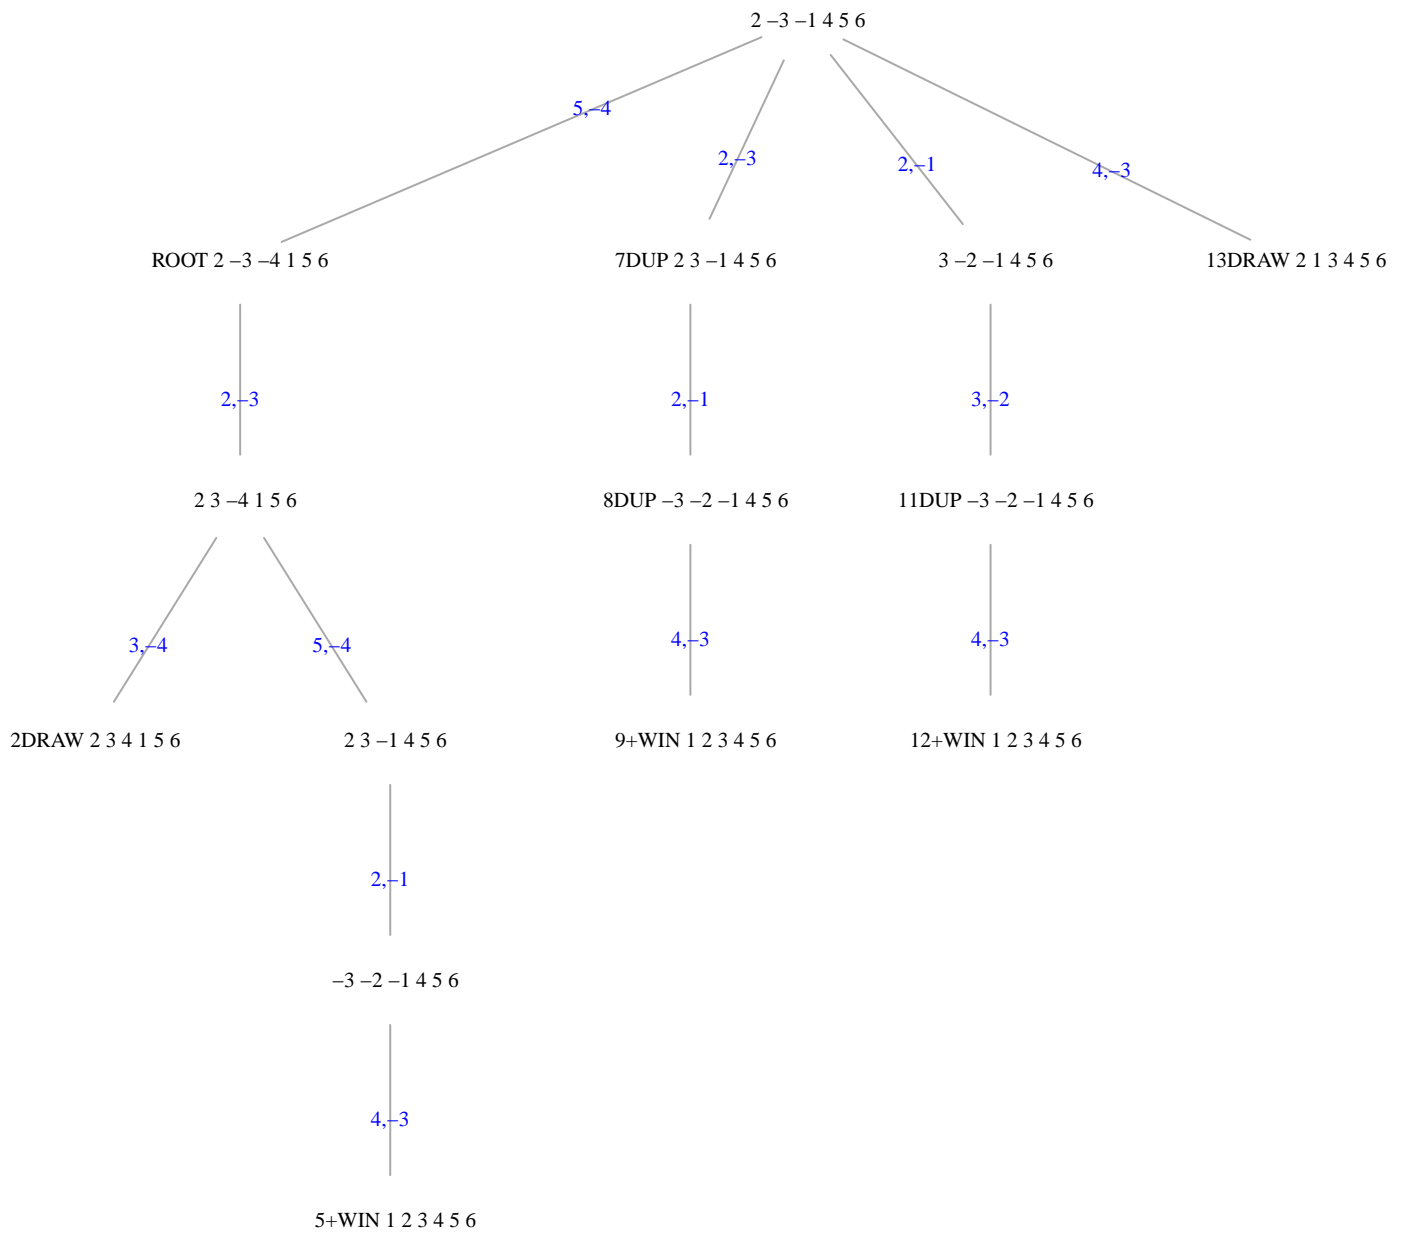 2 –3 –1 4 5 6
5,–4
2,–3
2,–1
4,–3
ROOT 2 –3 –4 1 5 6
7DUP 2 3 –1 4 5 6
3 –2 –1 4 5 6
13DRAW 2 1 3 4 5 6
2,–3
2,–1
3,–2
2 3 –4 1 5 6
8DUP –3 –2 –1 4 5 6
11DUP –3 –2 –1 4 5 6
3,–4
5,–4
4,–3
4,–3
2DRAW 2 3 4 1 5 6
2 3 –1 4 5 6
9+WIN 1 2 3 4 5 6
12+WIN 1 2 3 4 5 6
2,–1
–3 –2 –1 4 5 6
4,–3
5+WIN 1 2 3 4 5 6